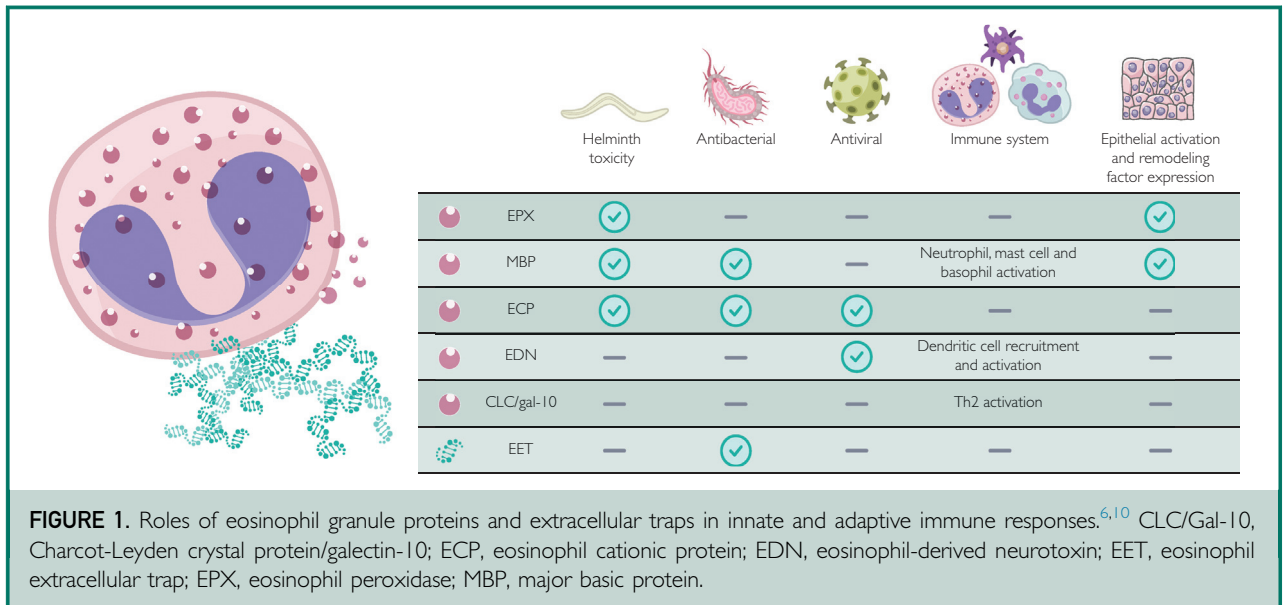 Helminth
toxicity
Antibacterial
Antiviral
Immune system
Epithelial activation
and remodeling
factor expression
EPX — — —
MBP — Neutrophil, mast cell and
basophil activation
ECP — —
EDN — — Dendritic cell recruitment
and activation —
CLC/gal-10 — — — Th2 activation —
EET — — — —
FIGURE 1. Roles of eosinophil granule proteins and extracellular traps in innate and adaptive immune responses.6,10 CLC/Gal-10,
Charcot-Leyden crystal protein/galectin-10; ECP, eosinophil cationic protein; EDN, eosinophil-derived neurotoxin; EET, eosinophil
extracellular trap; EPX, eosinophil peroxidase; MBP, major basic protein.